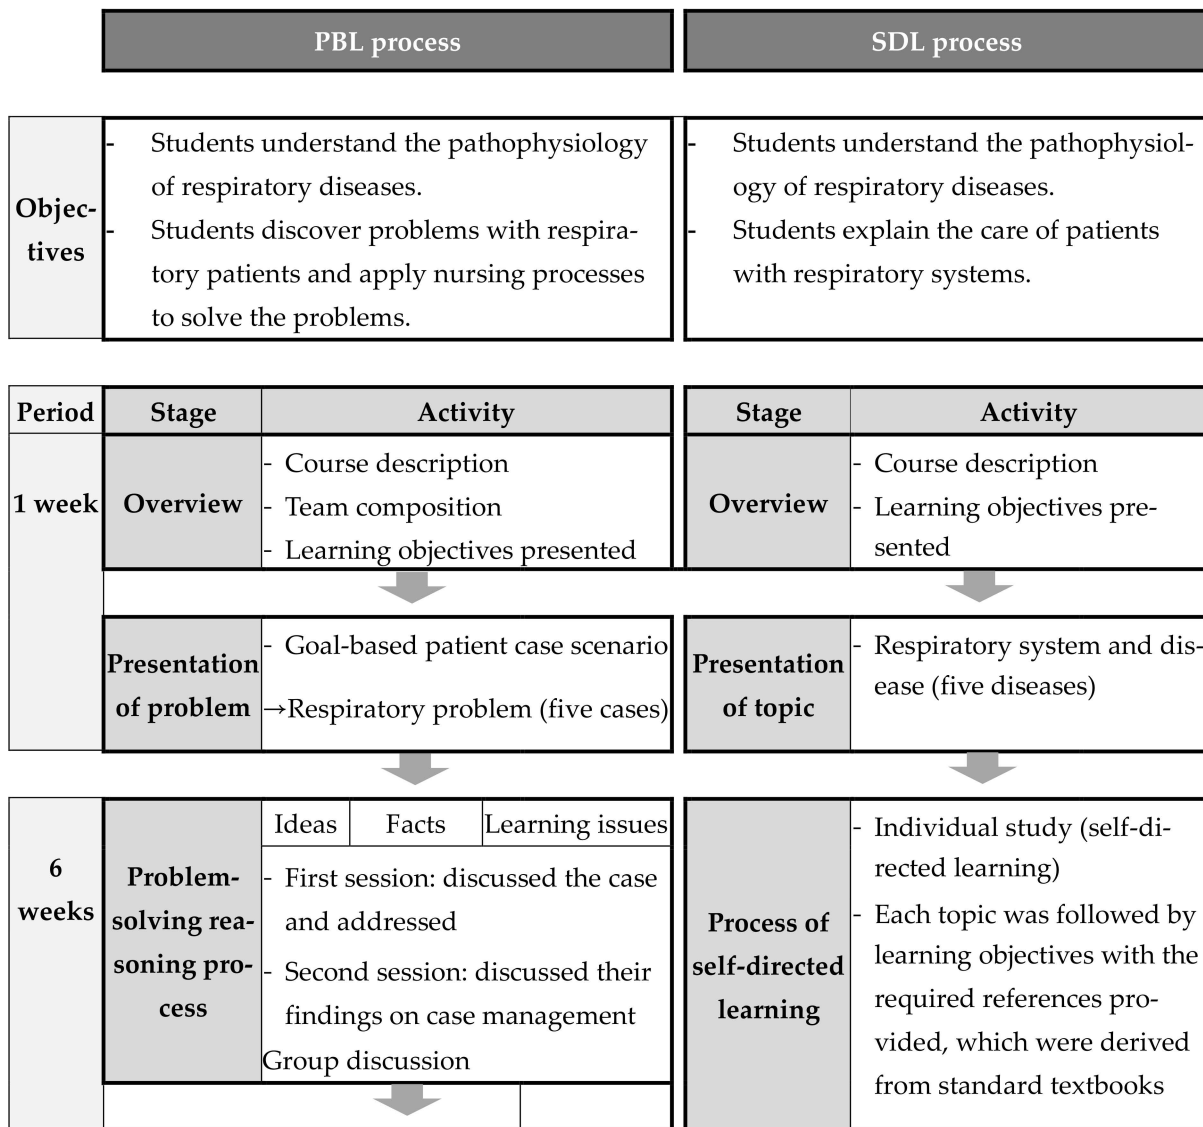 PBL process
SDL process
Objec-
tives
- Students understand the pathophysiology
of respiratory diseases.
- Students discover problems with respira-
tory patients and apply nursing processes
to solve the problems.
- Students understand the pathophysiol-
ogy of respiratory diseases.
- Students explain the care of patients
with respiratory systems.
Period
Stage
Activity
Stage
Activity
1 week
Overview
- Course description
- Team composition
- Learning objectives presented
Overview
- Course description
- Learning objectives pre-
sented
Presentation
of problem
- Goal-based patient case scenario
→Respiratory problem (five cases)
Presentation
of topic
- Respiratory system and dis-
ease (five diseases)
6
weeks
Problem-
solving rea-
soning pro-
cess
Ideas
Facts
Learning issues
- First session: discussed the case
and addressed
- Second session: discussed their
findings on case management
Group discussion
Process of
self-directed
learning
- Individual study (self-di-
rected learning)
- Each topic was followed by
learning objectives with the
required references pro-
vided, which were derived
from standard textbooks